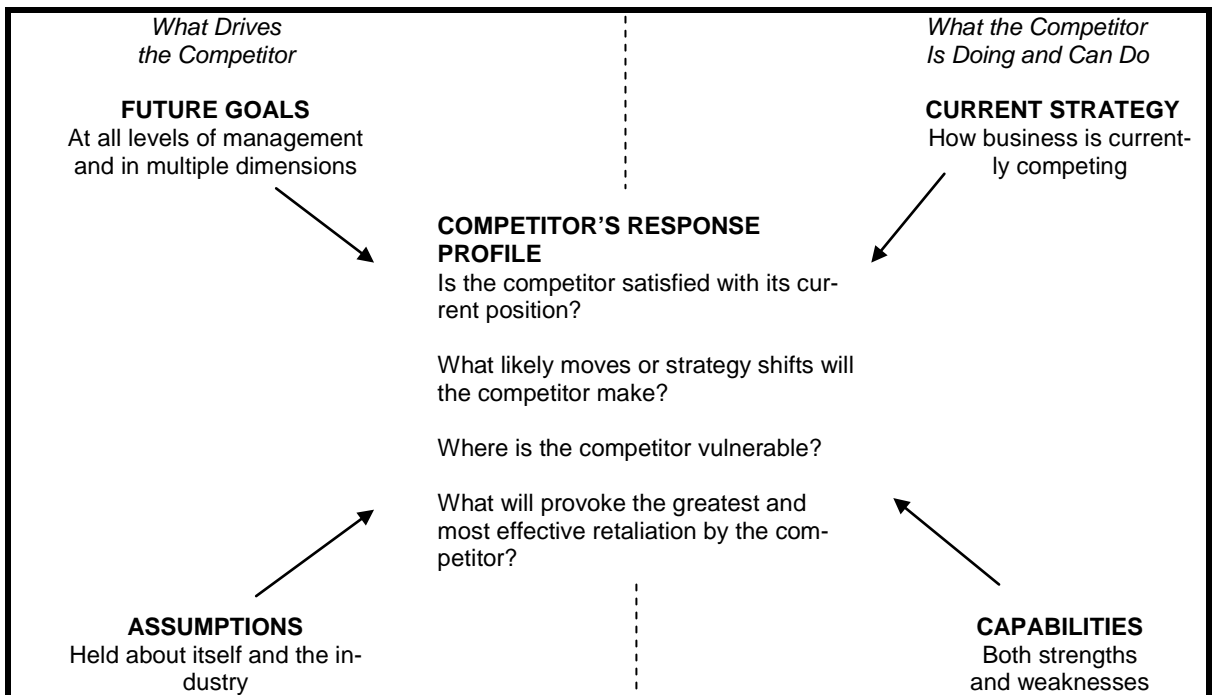 What Drives
the Competitor
What the Competitor
Is Doing and Can Do
FUTURE GOALS
At all levels of management
and in multiple dimensions
CURRENT STRATEGY
How business is current-
ly competing
COMPETITOR’S RESPONSE
PROFILE
Is the competitor satisfied with its cur-
rent position?
What likely moves or strategy shifts will
the competitor make?
Where is the competitor vulnerable?
What will provoke the greatest and
most effective retaliation by the com-
petitor?
ASSUMPTIONS
Held about itself and the in-
dustry
CAPABILITIES
Both strengths
and weaknesses